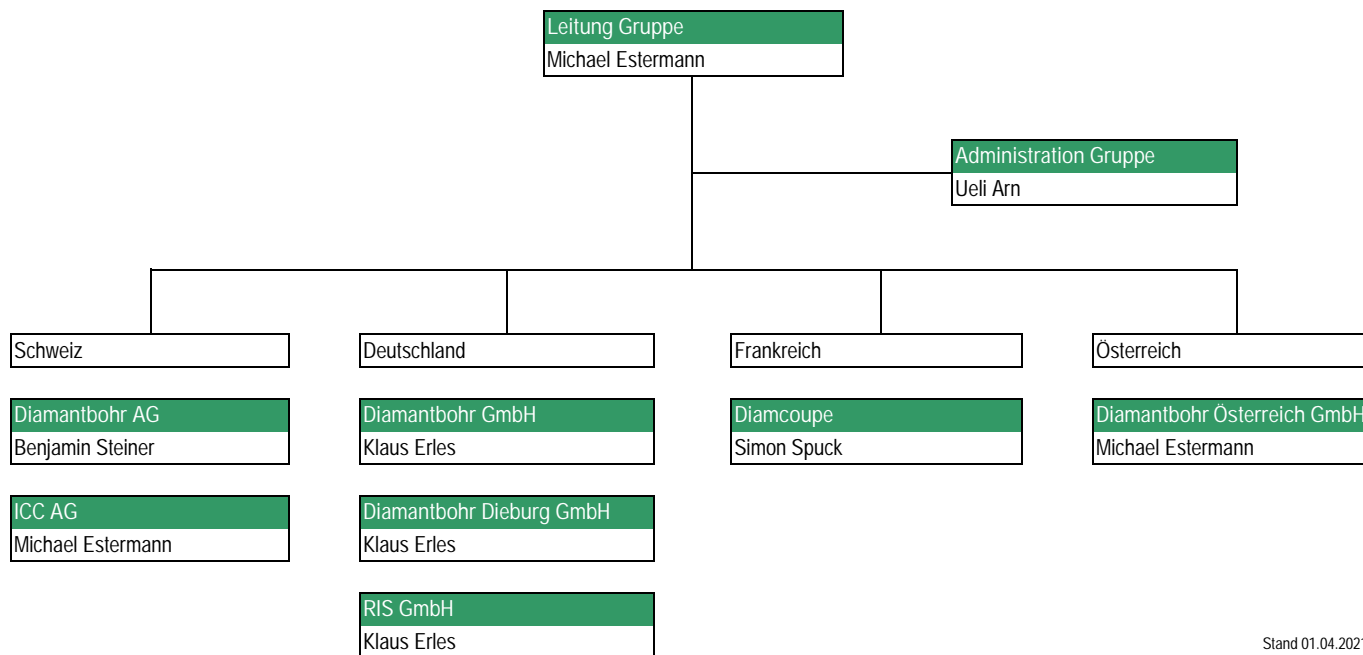 Leitung Gruppe
Michael Estermann
Administration Gruppe
Ueli Arn
Schweiz
Deutschland
Frankreich
Österreich
Diamantbohr AG
Benjamin Steiner
Diamantbohr GmbH
Klaus Erles
Diamcoupe
Simon Spuck
Diamantbohr Österreich GmbH
Michael Estermann
ICC AG
Michael Estermann
Diamantbohr Dieburg GmbH
Klaus Erles
RIS GmbH
Klaus Erles
Stand 01.04.2021